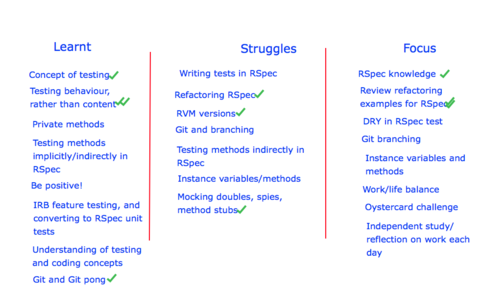 Learnt
Concept of testing
Testing behaviour,
rather than content
Private methods
Testing methods
implicitly/indirectly in
RSpec
Be positive!
IRB feature testing, and
converting to RSpec unit
tests
Understanding of testing
and coding concepts
Git and Git pong
Struggles
Writing tests in RSpec
Refactoring RSpec
RVM versions
Git and branching
Testing methods indirectly in
RSpec
Instance variables/methods
Mocking doubles, spies,
method stubs
Focus
RSpec knowledge
Review refactoring
examples for RSpec
DRY in RSpec test
Git branching
Instance variables and
methods
Work/life balance
Oystercard challenge
Independent study/
reflection on work each
day